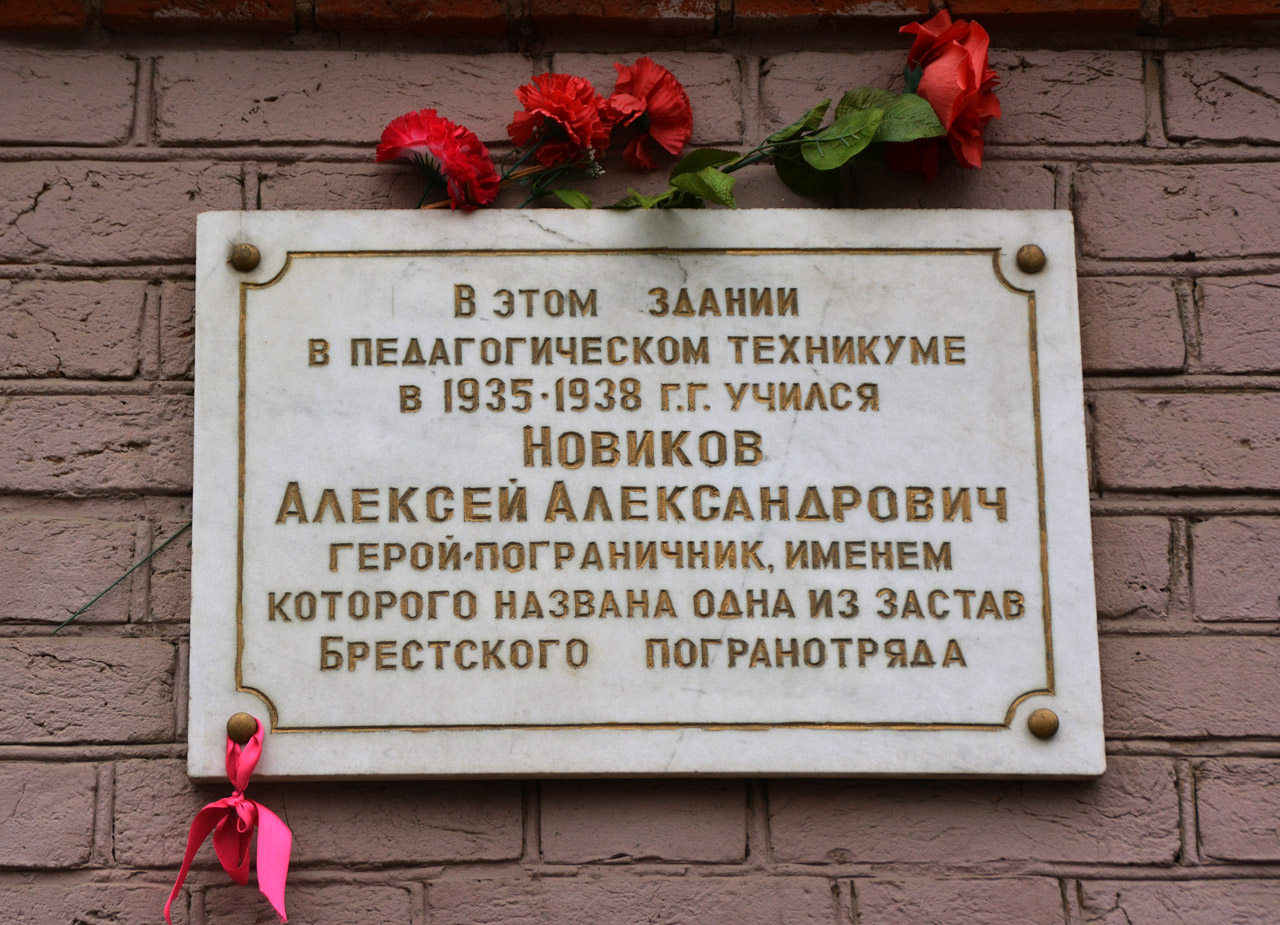 В этом здании
в педагогическом техникуме
в 1935-1938 г.г. учился
Новиков
Алексей Александрович
герой-пограничник, именем
которого названа одна из застав
Брестского погранотряда